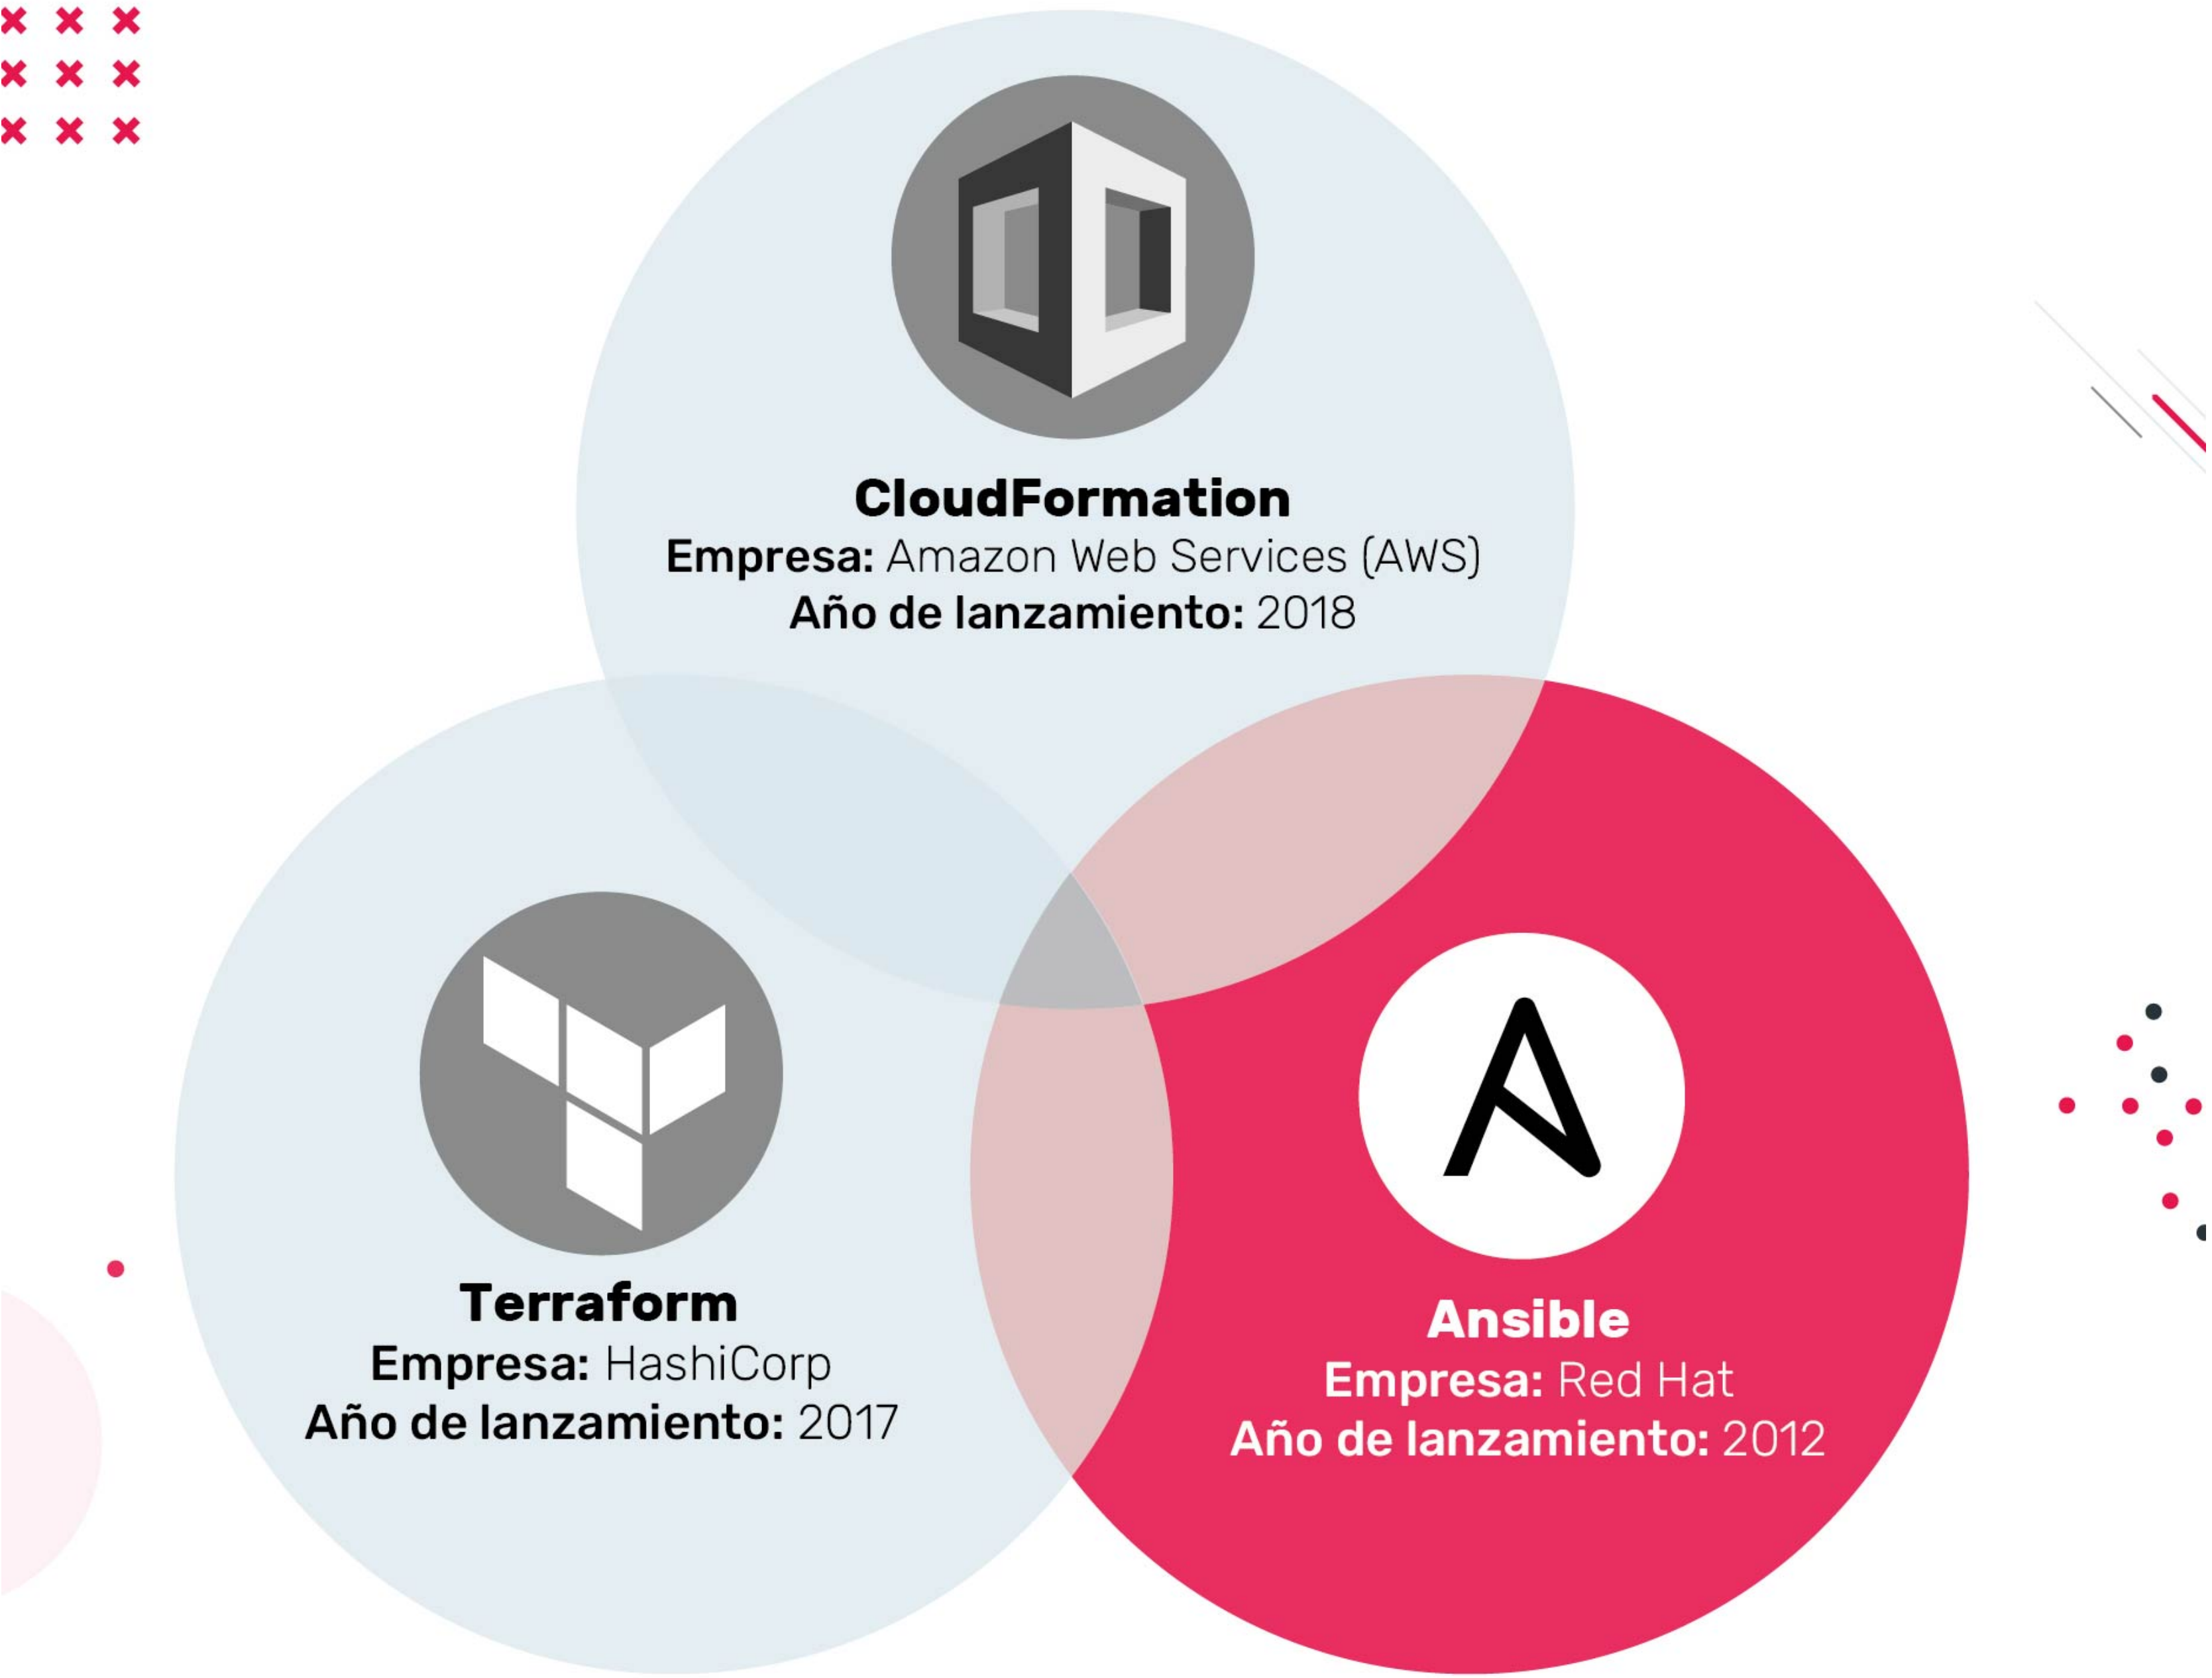 CloudFormation
Empresa: Amazon Web Services (AWS)
Año de lanzamiento: 2018
Terraform
Empresa: HashiCorp
Año de lanzamiento: 2017
Ansible
Empresa: Red Hat
Año de lanzamiento: 2012